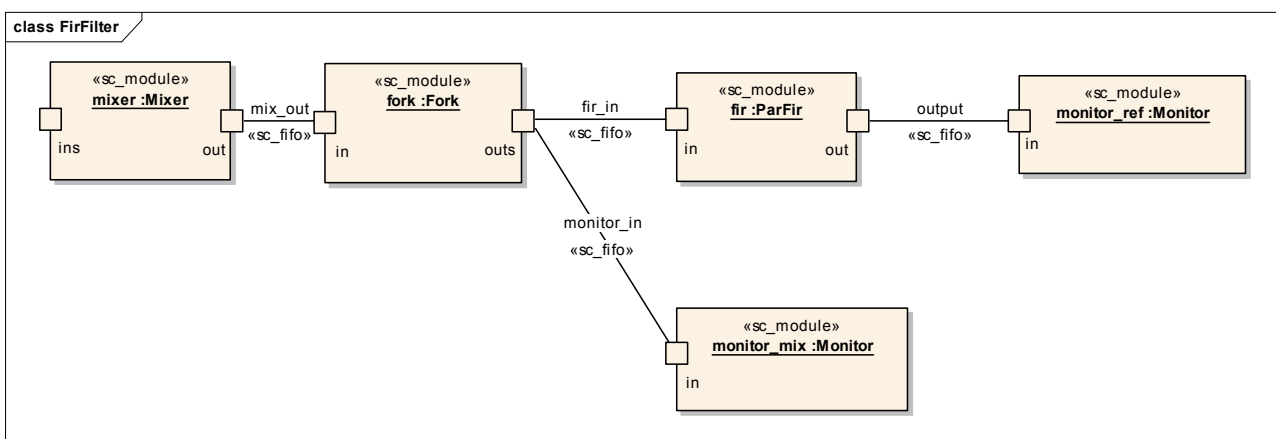 class FirFilter
«sc_module»
mixer :Mixer
ins
out
mix_out
«sc_fifo»
«sc_module»
fork :Fork
in
outs
fir_in
«sc_fifo»
«sc_module»
fir :ParFir
in
out
output
«sc_fifo»
«sc_module»
monitor_ref :Monitor
in
monitor_in
«sc_fifo»
«sc_module»
monitor_mix :Monitor
in